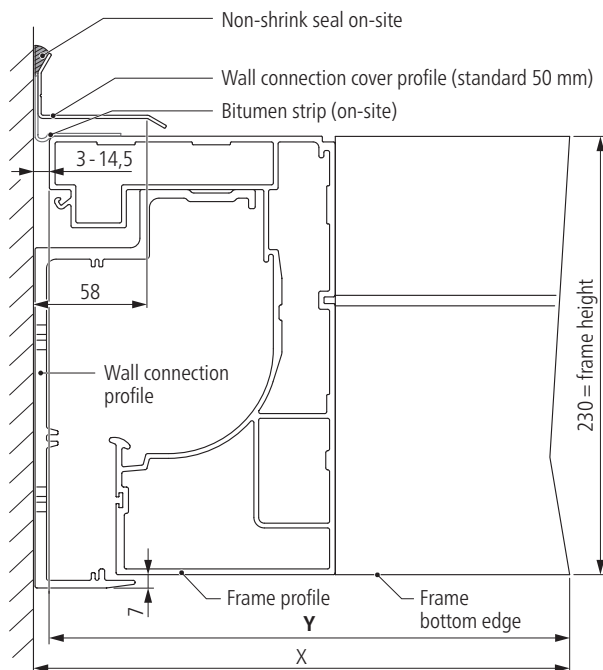 Non-shrink seal on-site
Wall connection cover profile (standard 50 mm)
Bitumen strip (on-site)
3 - 14,5
58
Wall connection
profile
230 = frame height
7
Frame profile
Frame
bottom edge
Y
X